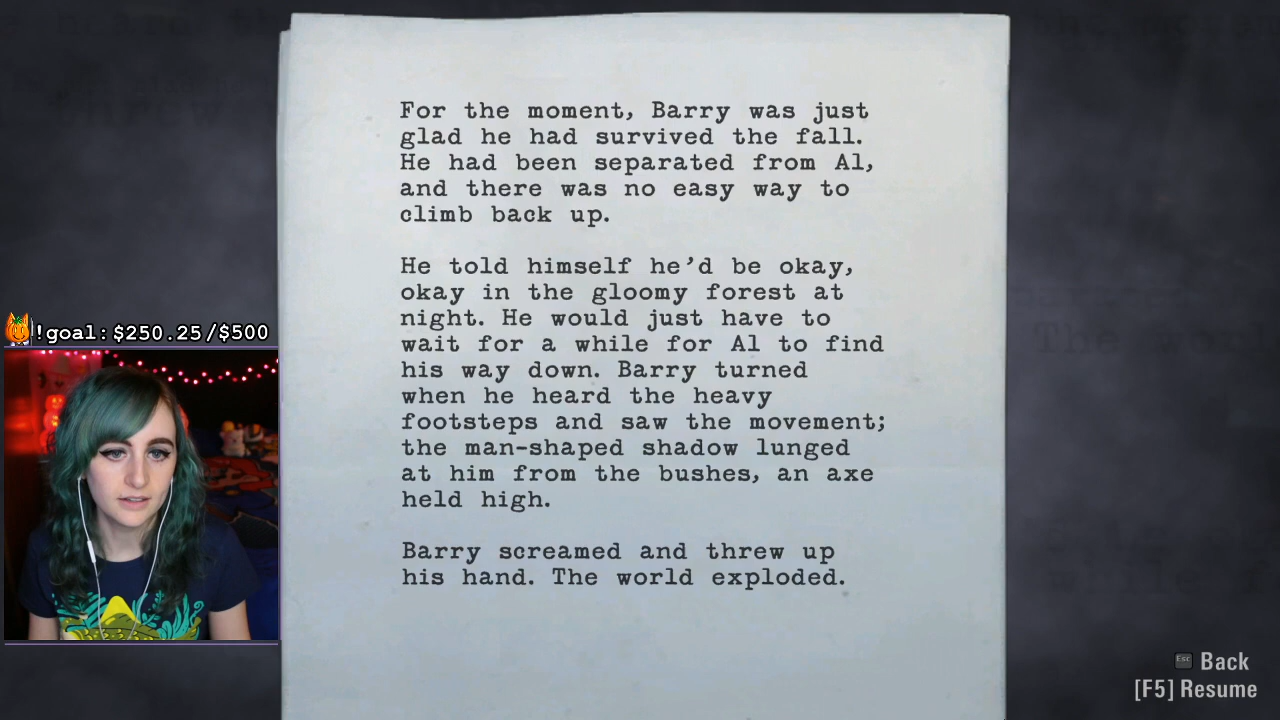 For the moment, Barry was just
glad he had survived the fall.
He had been separated from Al,
and there was no easy way to
climb back up.
He told himself he'd be okay,
okay in the gloomy forest at
night. He would just have to
wait for a while for Al to find
his way down. Barry turned
when he heard the heavy
footsteps and saw the movement;
the man-shaped shadow lunged
at him from the bushes, an axe
held high.
Barry screamed and threw up
his hand. The world exploded.
!goal: $250.25/$500
Esc Back
[F5] Resume